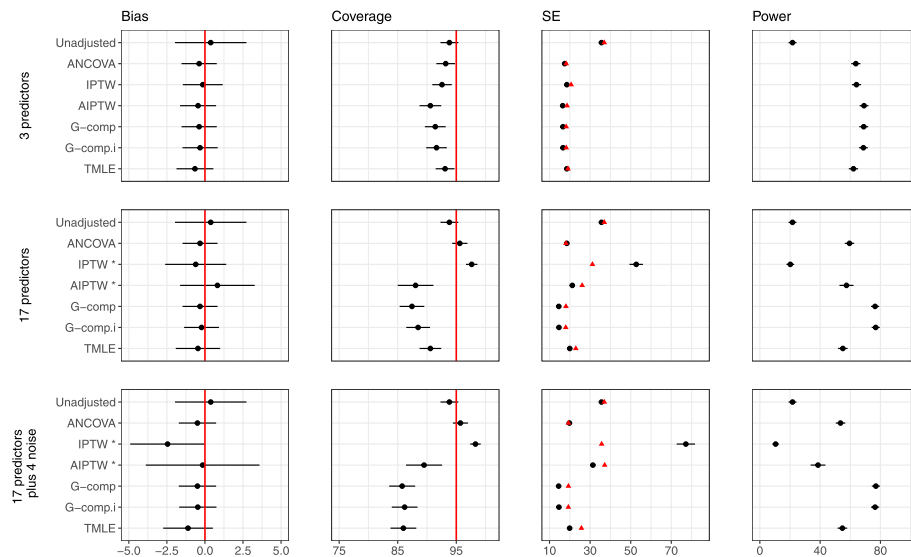 Bias Coverage SE Power
3 predictors
Unadjusted
ANCOVA
IPTW
AIPTW
G−comp
G−comp.i
TMLE
17 predictors
Unadjusted
ANCOVA
IPTW *
AIPTW *
G−comp
G−comp.i
TMLE
17 predictors
plus 4 noise
Unadjusted
ANCOVA
IPTW *
AIPTW *
G−comp
G−comp.i
TMLE
−5.0 −2.5 0.0 2.5 5.0 75 85 95 10 30 50 70 0 40 80